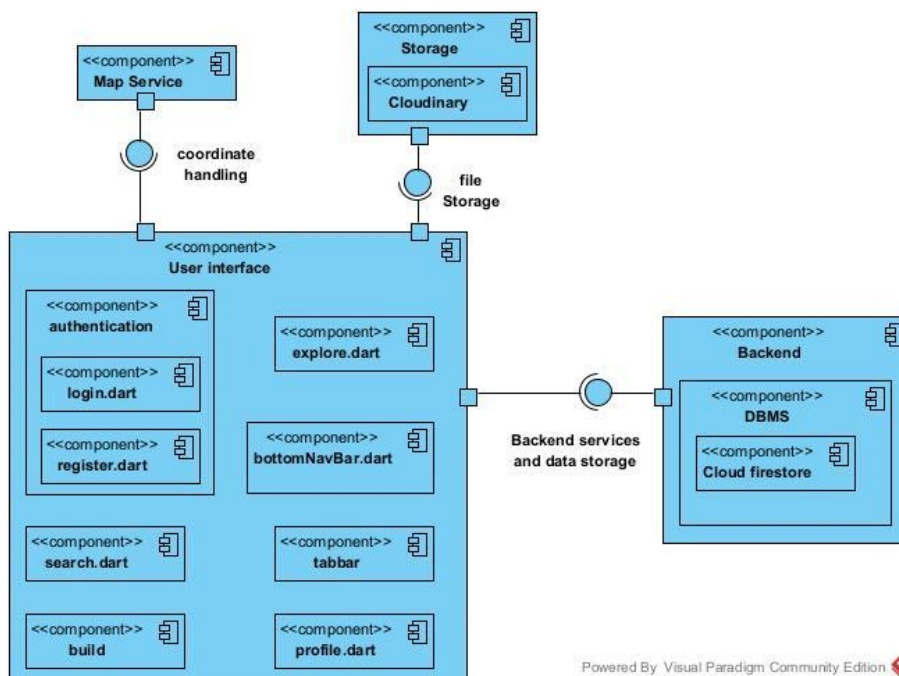 <<component>>
Map Service
<<component>>
Storage
<<component>>
Cloudinary
coordinate
handling
file
Storage
<<component>>
User interface
<<component>>
authentication
<<component>>
login.dart
<<component>>
register.dart
<<component>>
explore.dart
<<component>>
bottomNavBar.dart
<<component>>
search.dart
<<component>>
tabbar
<<component>>
build
<<component>>
profile.dart
Backend services
and data storage
<<component>>
Backend
<<component>>
DBMS
<<component>>
Cloud firestore
Powered By Visual Paradigm Community Edition